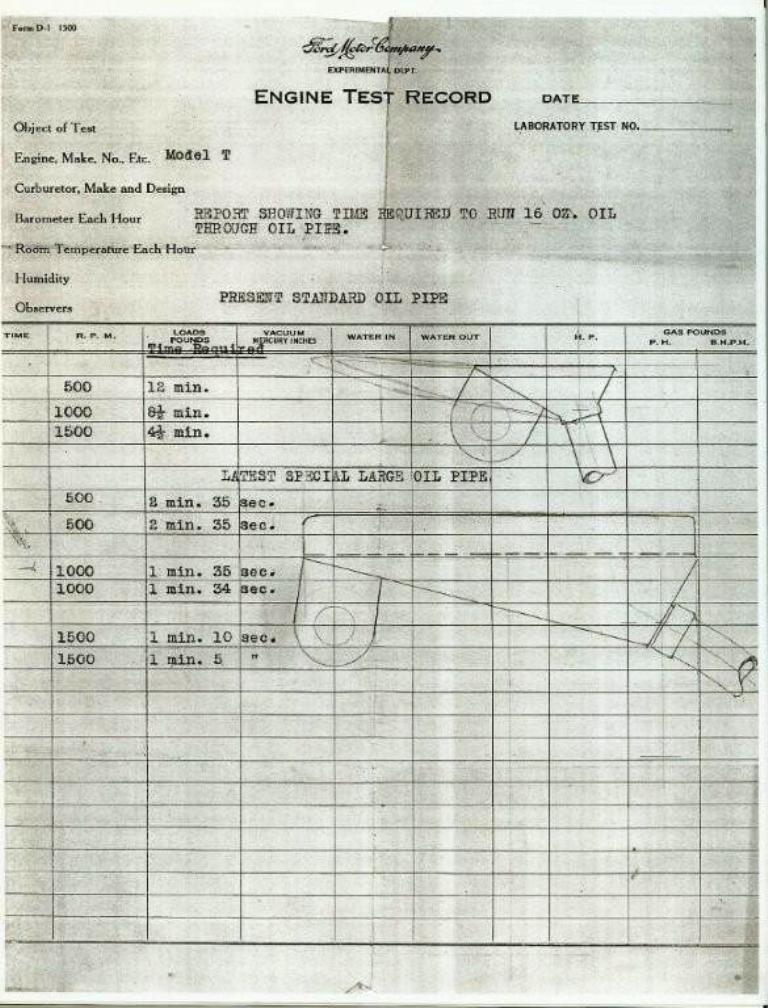 Form D-1 1500
Ford Motor Company
EXPERIMENTAL DEPT.
ENGINE TEST RECORD
DATE
Object of Test
LABORATORY TEST NO.
Engine, Make, No., Etc. Model T
Curburetor, Make and Design
Barometer Each Hour
REPORT SHOWING TIME REQUIRED TO RUN 16 OZ. OIL
THROUGH OIL PIPE.
Room Temperature Each Hour
Humidity
PRESENT STANDARD OIL PIPE
Observers
TIME R. P. M. LOADS POUNDS VACUUM MERCURY INCHES WATER IN WATER OUT H. P. GAS POUNDS P. H. B.H.P.H.
Time Required
500 12 min.
1000 8½ min.
1500 4½ min.
LATEST SPECIAL LARGE OIL PIPE.
500 2 min. 35 sec.
500 2 min. 35 sec.
1000 1 min. 35 sec.
1000 1 min. 34 sec.
1500 1 min. 10 sec.
1500 1 min. 5 "